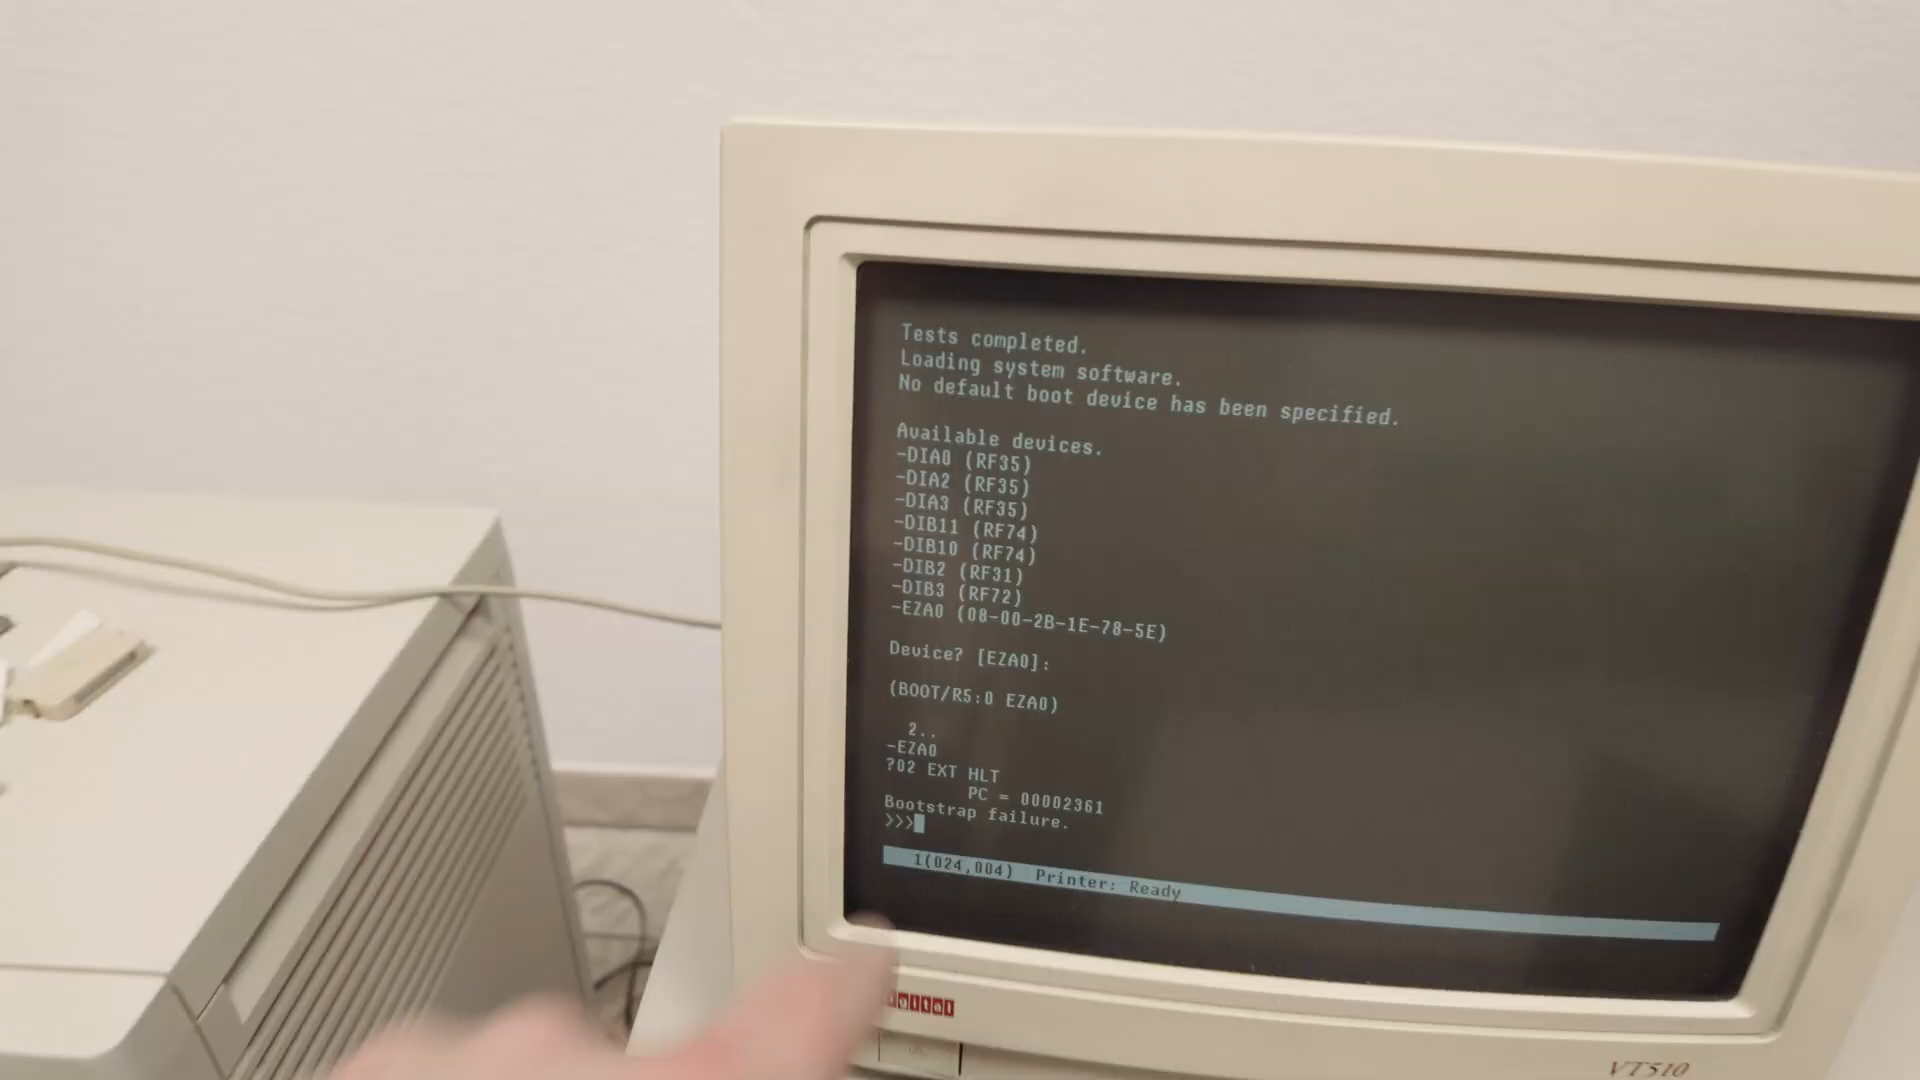 Tests completed.
Loading system software.
No default boot device has been specified.
Available devices.
-DIA0 (RF35)
-DIA2 (RF35)
-DIA3 (RF35)
-DIB11 (RF74)
-DIB10 (RF74)
-DIB2 (RF31)
-DIB3 (RF72)
-EZA0 (08-00-2B-1E-78-5E)
Device? [EZA0]:
(BOOT/R5:0 EZA0)
2..
-EZA0
?02 EXT HLT
PC = 00002361
Bootstrap failure.
>>>
1(024,004) Printer: Ready
digital
VT510